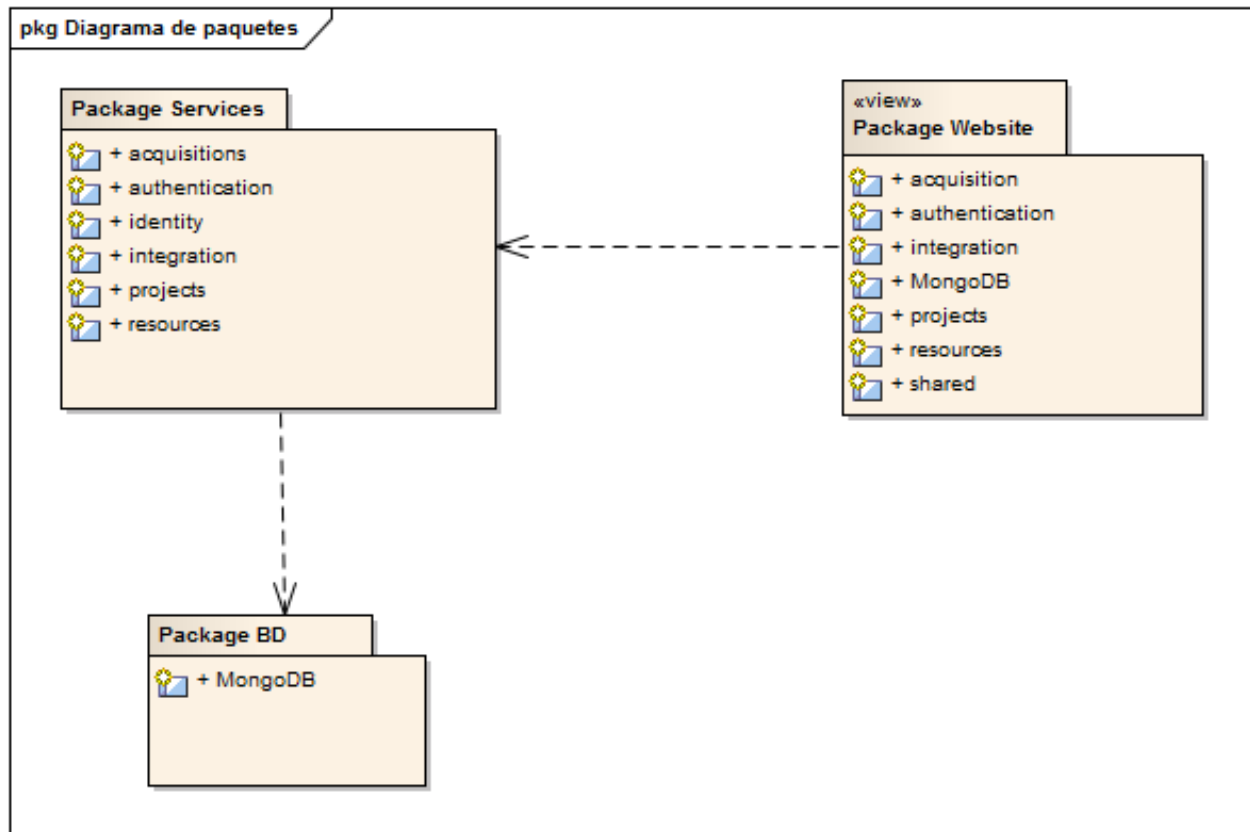 pkg Diagrama de paquetes
Package Services
+ acquisitions
+ authentication
+ identity
+ integration
+ projects
+ resources
«view»
Package Website
+ acquisition
+ authentication
+ integration
+ MongoDB
+ projects
+ resources
+ shared
Package BD
+ MongoDB